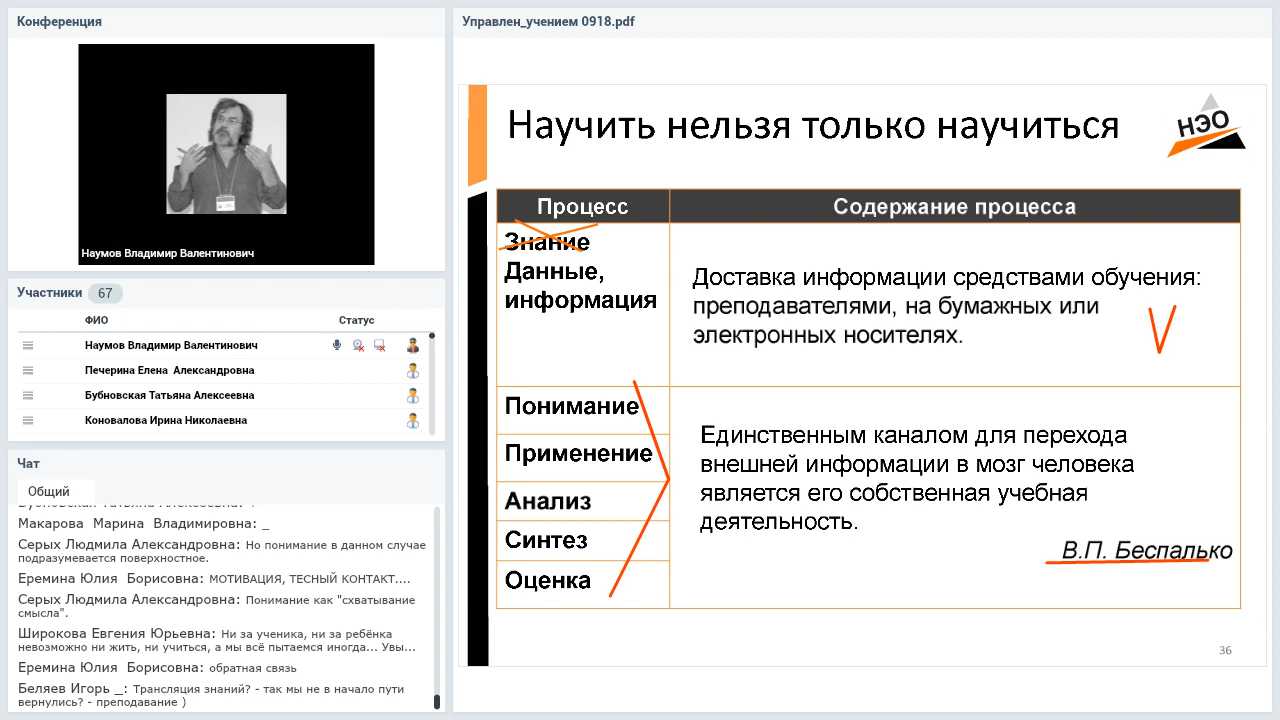 Конференция
Наумов Владимир Валентинович
Участники 67
ФИО Статус
Наумов Владимир Валентинович
Печерина Елена Александровна
Бубновская Татьяна Алексеевна
Коновалова Ирина Николаевна
Чат
Общий
Макарова Марина Владимировна: _
Серых Людмила Александровна: Но понимание в данном случае
подразумевается поверхностное.
Еремина Юлия Борисовна: МОТИВАЦИЯ, ТЕСНЫЙ КОНТАКТ....
Серых Людмила Александровна: Понимание как "схватывание
смысла".
Широкова Евгения Юрьевна: Ни за ученика, ни за ребёнка
невозможно ни жить, ни учиться, а мы всё пытаемся иногда... Увы...
Еремина Юлия Борисовна: обратная связь
Беляев Игорь _: Трансляция знаний? - так мы не в начало пути
вернулись? - преподавание )
Управлен_учением 0918.pdf
Научить нельзя только научиться
НЭО
Процесс
Содержание процесса
Знание
Данные,
информация
Доставка информации средствами обучения:
преподавателями, на бумажных или
электронных носителях.
Понимание
Применение
Анализ
Синтез
Оценка
Единственным каналом для перехода
внешней информации в мозг человека
является его собственная учебная
деятельность.
В.П. Беспалько
36